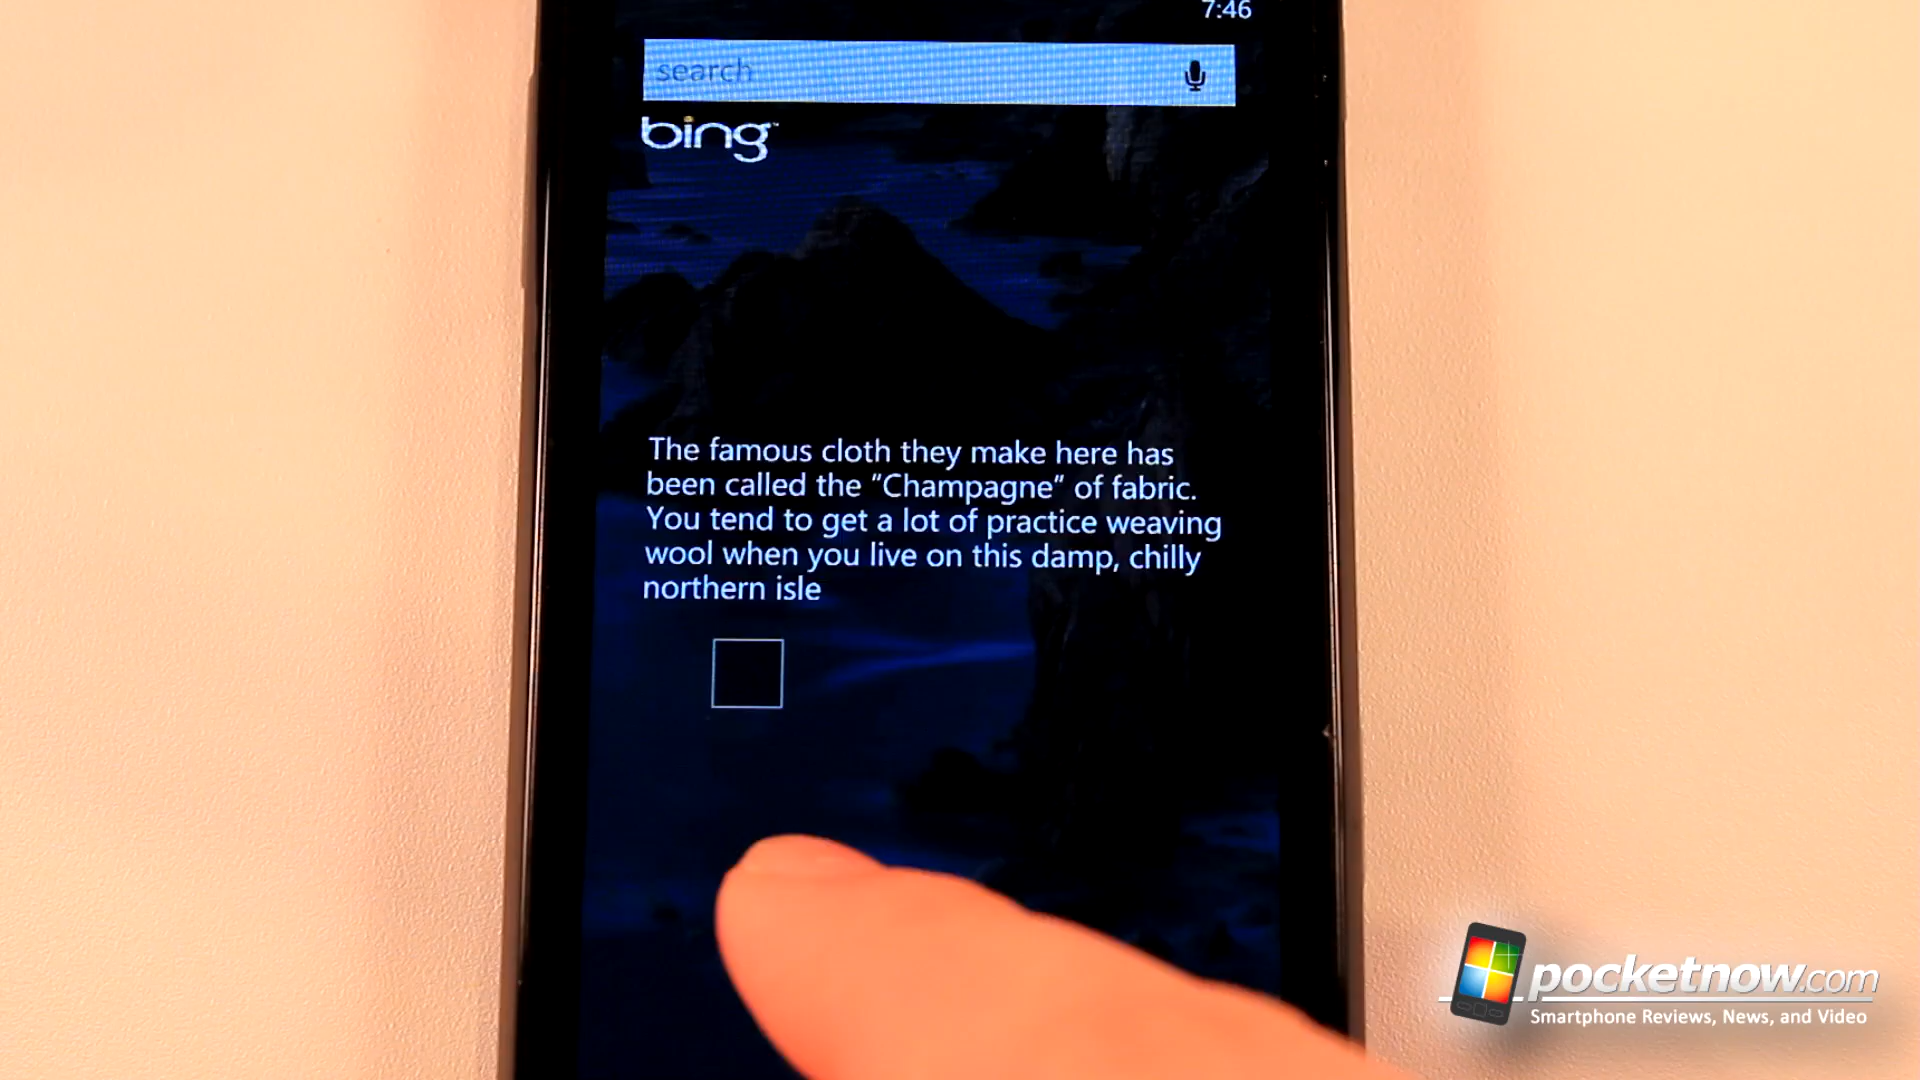 7:46
search
bing™
The famous cloth they make here has
been called the “Champagne” of fabric.
You tend to get a lot of practice weaving
wool when you live on this damp, chilly
northern isle
pocketnow.com
Smartphone Reviews, News, and Video